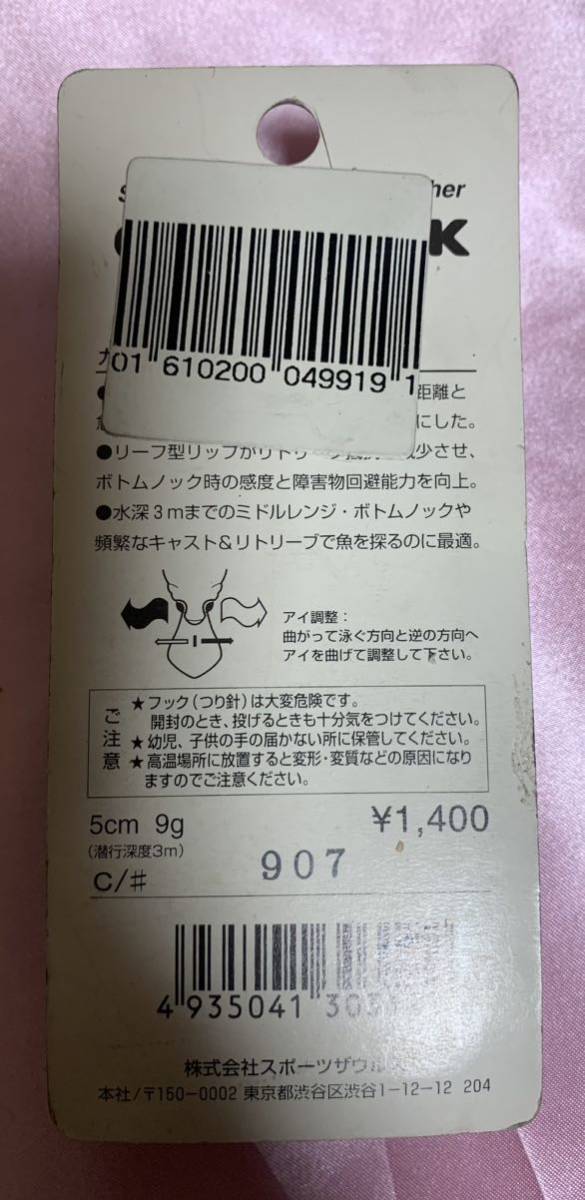 her
K
01 610200 049919 1
距離と
にした。
●リーフ型リップがリトリーブ
少させ、
ボトムノック時の感度と障害物回避能力を向上。
●水深3mまでのミドルレンジ・ボトムノックや
頻繁なキャスト&リトリーブで魚を探るのに最適。
アイ調整：
曲がって泳ぐ方向と逆の方向へ
アイを曲げて調整して下さい。
ご注意
★フック（つり針）は大変危険です。
開封のとき、投げるときも十分気をつけてください。
★幼児、子供の手の届かない所に保管してください。
★高温場所に放置すると変形・変質などの原因になり
ますのでご注意ください。
5cm 9g
¥1,400
（潜行深度3m）
C/♯
907
4 935041
株式会社スポーツザウルス
本社/〒150-0002 東京都渋谷区渋谷1-12-12 204